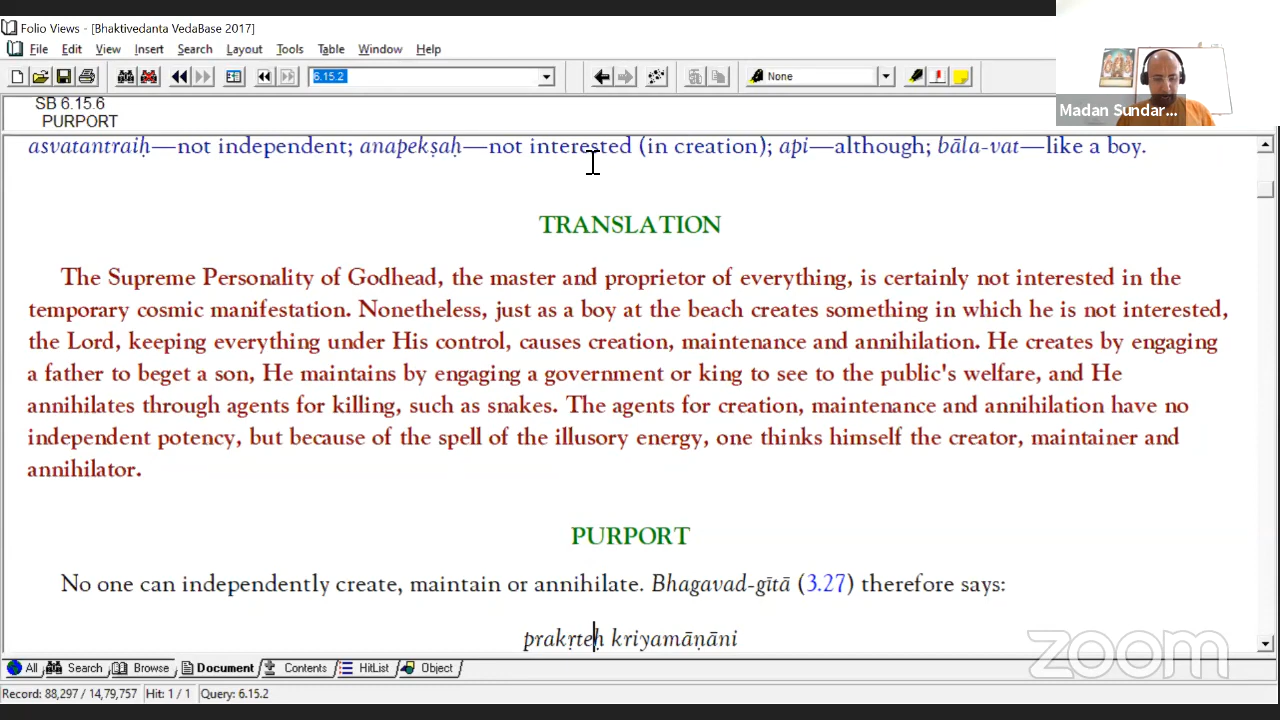 Folio Views - [Bhaktivedanta VedaBase 2017]
File Edit View Insert Search Layout Tools Table Window Help
6.15.2 None
SB 6.15.6
PURPORT
Madan Sundar...
asvatantraiḥ—not independent; anapekṣaḥ—not interested (in creation); api—although; bāla-vat—like a boy.
TRANSLATION
The Supreme Personality of Godhead, the master and proprietor of everything, is certainly not interested in the
temporary cosmic manifestation. Nonetheless, just as a boy at the beach creates something in which he is not interested,
the Lord, keeping everything under His control, causes creation, maintenance and annihilation. He creates by engaging
a father to beget a son, He maintains by engaging a government or king to see to the public's welfare, and He
annihilates through agents for killing, such as snakes. The agents for creation, maintenance and annihilation have no
independent potency, but because of the spell of the illusory energy, one thinks himself the creator, maintainer and
annihilator.
PURPORT
No one can independently create, maintain or annihilate. Bhagavad-gītā (3.27) therefore says:
prakṛteḥ kriyamāṇāni
zoom
All Search Browse Document Contents HitList Object
Record: 88,297 / 14,79,757 Hit: 1 / 1 Query: 6.15.2